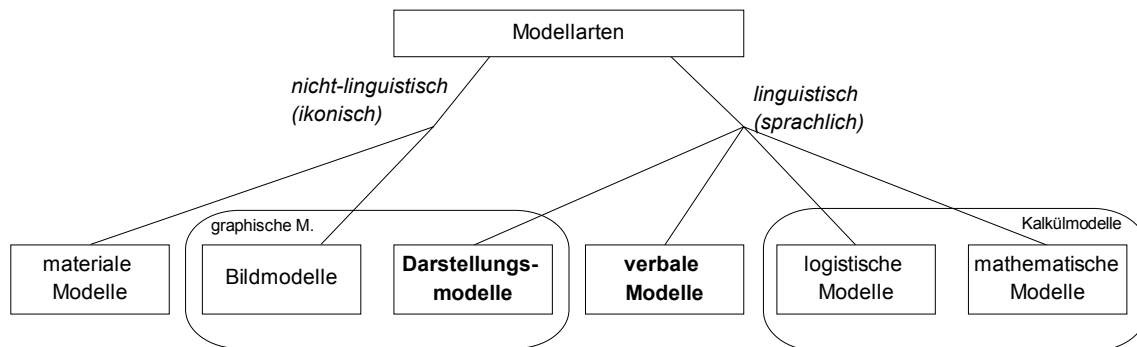 Modellarten
nicht-linguistisch
(ikonisch)
linguistisch
(sprachlich)
graphische M.
Kalkülmodelle
materiale
Modelle
Bildmodelle
Darstellungs-
modelle
verbale
Modelle
logistische
Modelle
mathematische
Modelle